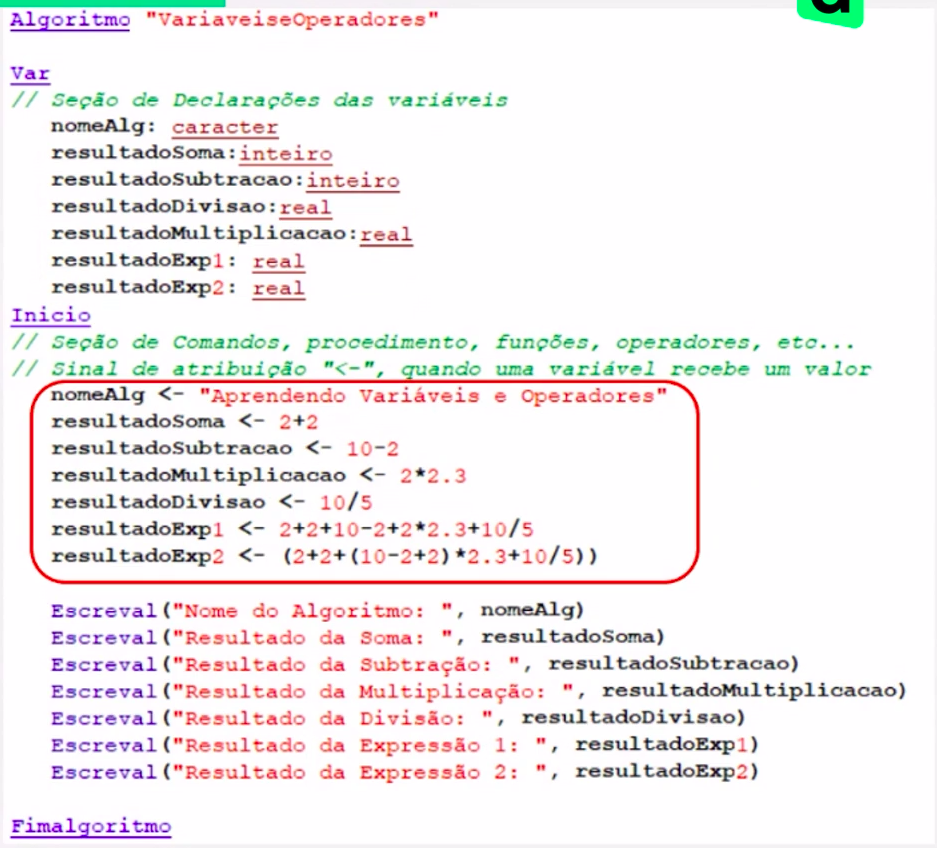 Algoritmo "VariaveiseOperadores"
Var
// Seção de Declarações das variáveis
nomeAlg: caracter
resultadoSoma:inteiro
resultadoSubtracao:inteiro
resultadoDivisao:real
resultadoMultiplicacao:real
resultadoExp1: real
resultadoExp2: real
Inicio
// Seção de Comandos, procedimento, funções, operadores, etc...
// Sinal de atribuição "<-", quando uma variável recebe um valor
nomeAlg <- "Aprendendo Variáveis e Operadores"
resultadoSoma <- 2+2
resultadoSubtracao <- 10-2
resultadoMultiplicacao <- 2*2.3
resultadoDivisao <- 10/5
resultadoExp1 <- 2+2+10-2+2*2.3+10/5
resultadoExp2 <- (2+2+(10-2+2)*2.3+10/5))
Escreval("Nome do Algoritmo: ", nomeAlg)
Escreval("Resultado da Soma: ", resultadoSoma)
Escreval("Resultado da Subtração: ", resultadoSubtracao)
Escreval("Resultado da Multiplicação: ", resultadoMultiplicacao)
Escreval("Resultado da Divisão: ", resultadoDivisao)
Escreval("Resultado da Expressão 1: ", resultadoExp1)
Escreval("Resultado da Expressão 2: ", resultadoExp2)
Fimalgoritmo